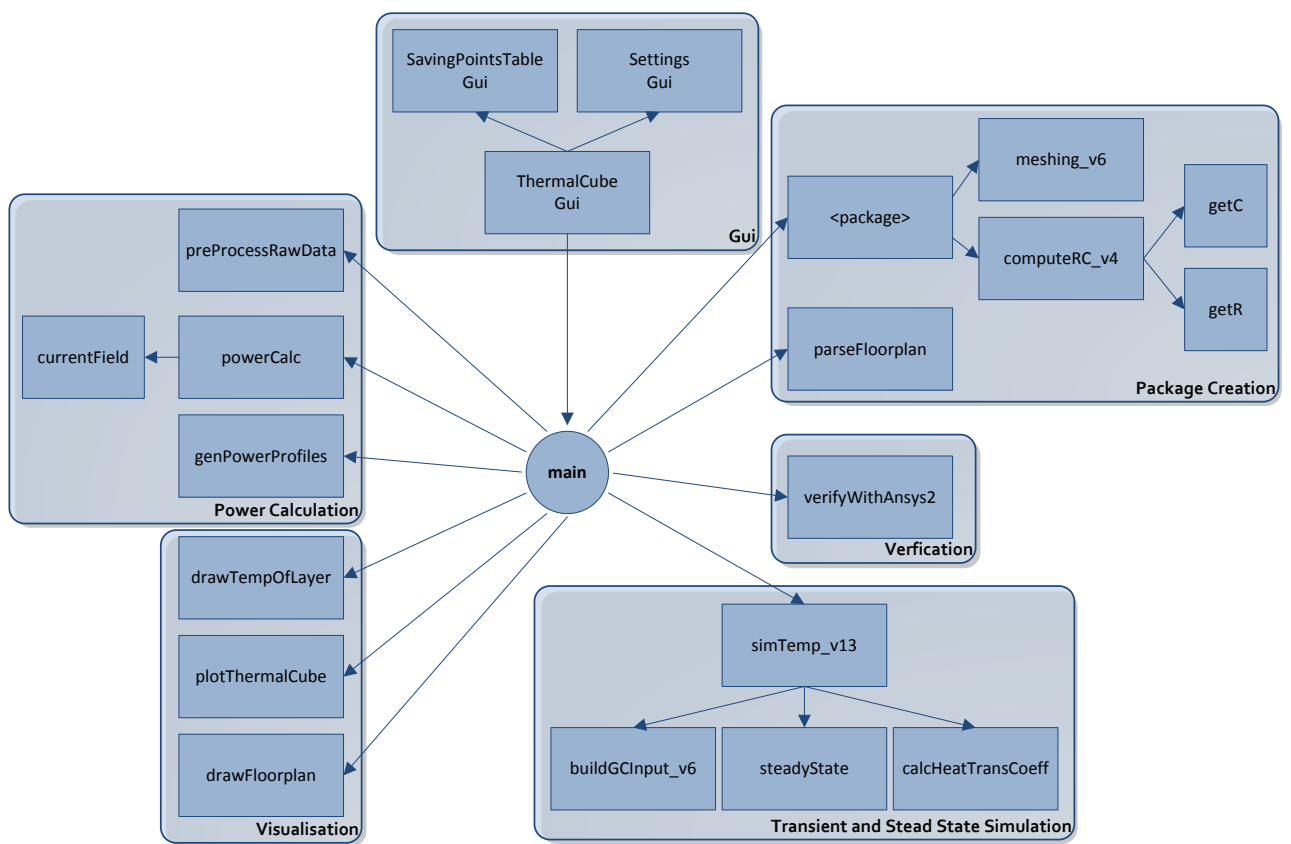 SavingPointsTable
Gui
Settings
Gui
ThermalCube
Gui
Gui
<package>
meshing_v6
computeRC_v4
getC
getR
parseFloorplan
Package Creation
preProcessRawData
currentField
powerCalc
genPowerProfiles
Power Calculation
main
verifyWithAnsys2
Verfication
drawTempOfLayer
plotThermalCube
drawFloorplan
Visualisation
simTemp_v13
buildGCInput_v6
steadyState
calcHeatTransCoeff
Transient and Stead State Simulation